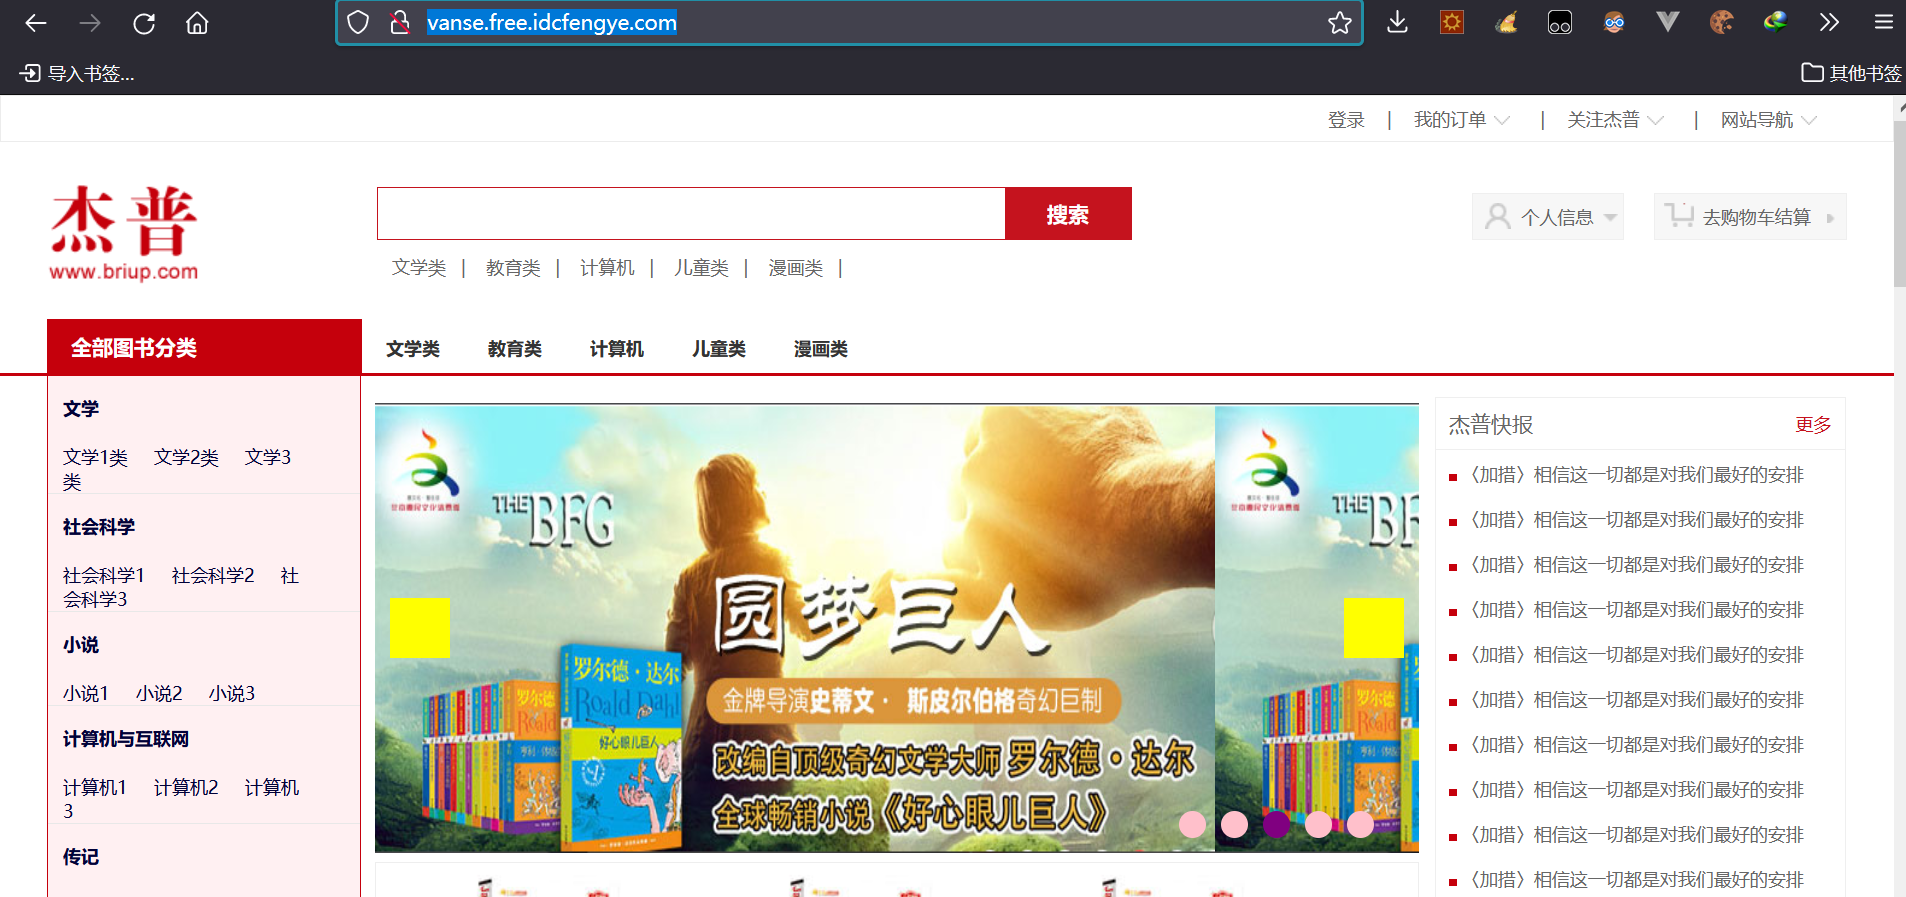 vanse.free.idcfengye.com
导入书签...
其他书签
登录 | 我的订单 | 关注杰普 | 网站导航
杰普
www.briup.com
搜索
个人信息
去购物车结算
文学类 | 教育类 | 计算机 | 儿童类 | 漫画类 |
全部图书分类
文学类 教育类 计算机 儿童类 漫画类
文学
文学1类 文学2类 文学3
类
社会科学
社会科学1 社会科学2 社
会科学3
小说
小说1 小说2 小说3
计算机与互联网
计算机1 计算机2 计算机
3
传记
THE BFG
圆梦巨人
金牌导演史蒂文· 斯皮尔伯格奇幻巨制
改编自顶级奇幻文学大师 罗尔德·达尔
全球畅销小说《好心眼儿巨人》
罗尔德·达尔
Roald Dahl
好心眼儿巨人
THE BF
杰普快报 更多
〈加措〉相信这一切都是对我们最好的安排
〈加措〉相信这一切都是对我们最好的安排
〈加措〉相信这一切都是对我们最好的安排
〈加措〉相信这一切都是对我们最好的安排
〈加措〉相信这一切都是对我们最好的安排
〈加措〉相信这一切都是对我们最好的安排
〈加措〉相信这一切都是对我们最好的安排
〈加措〉相信这一切都是对我们最好的安排
〈加措〉相信这一切都是对我们最好的安排
〈加措〉相信这一切都是对我们最好的安排